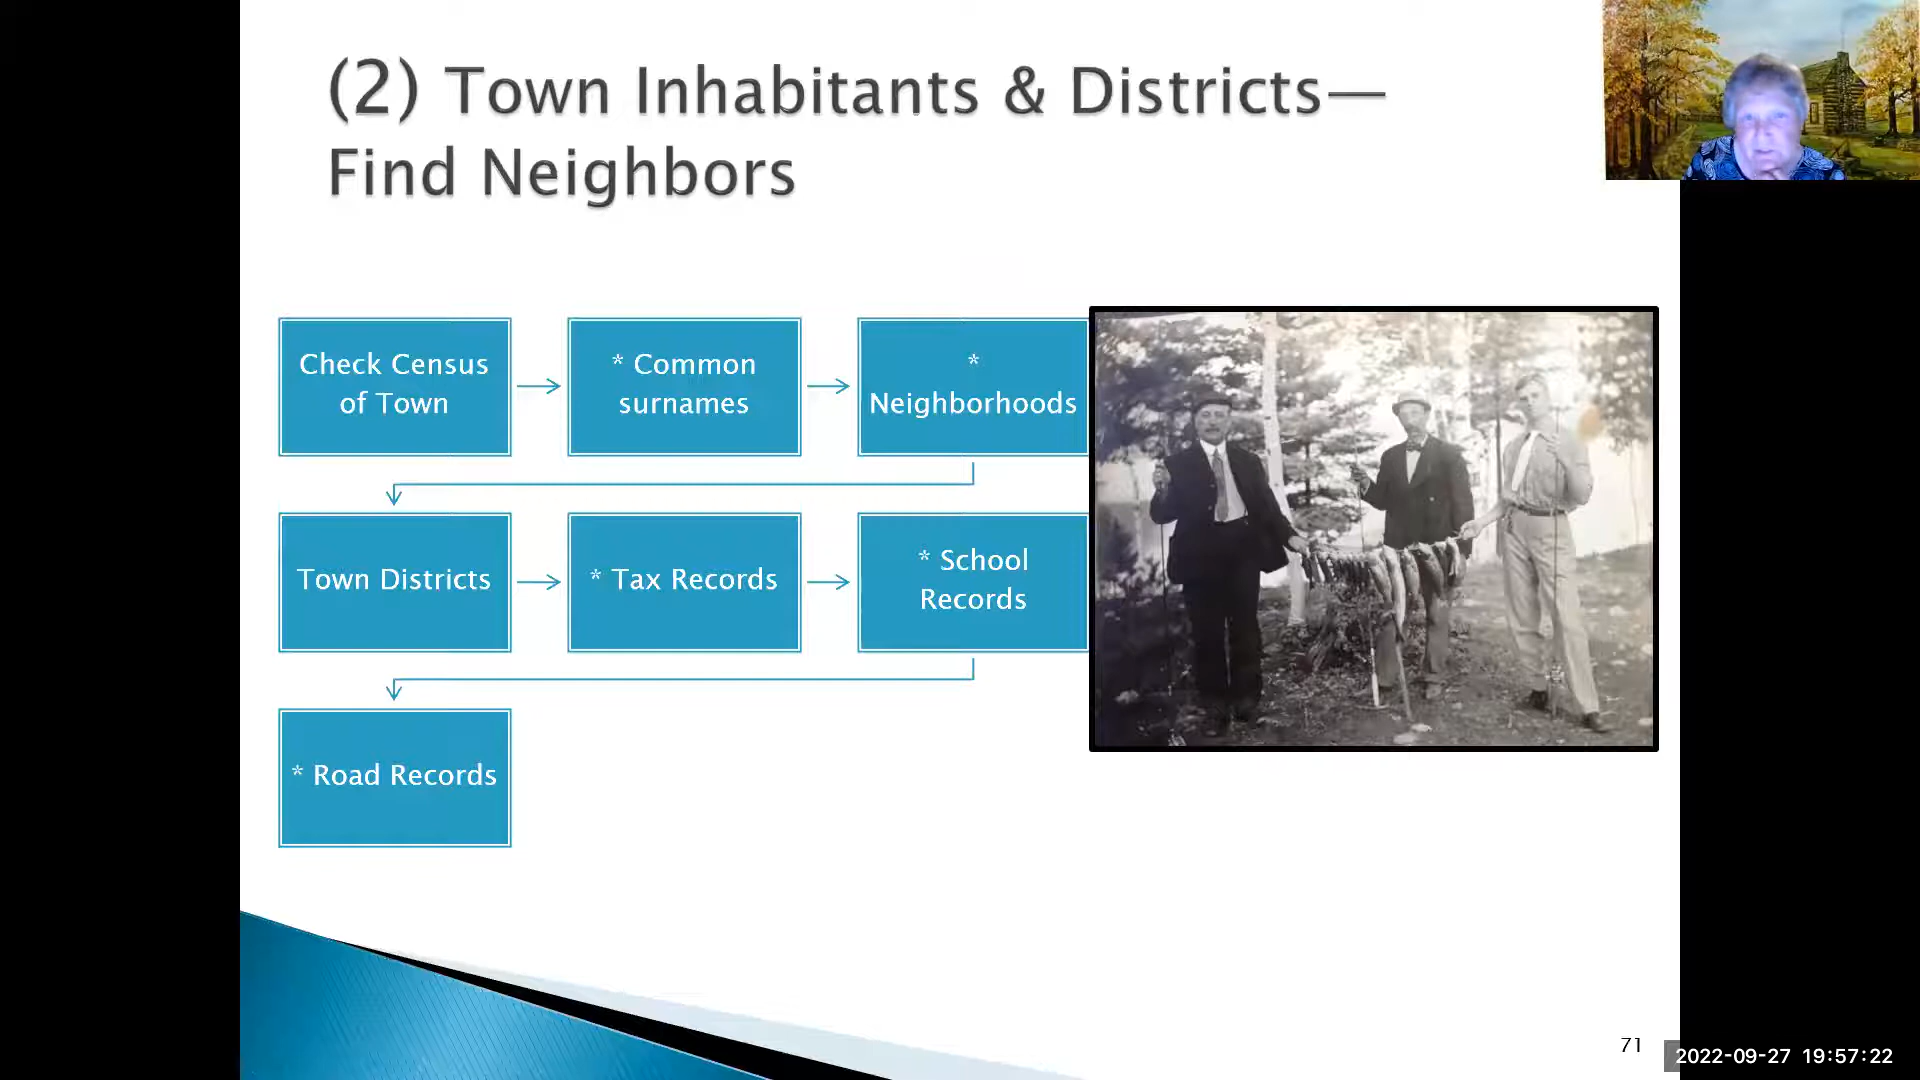 (2) Town Inhabitants & Districts—
Find Neighbors
Check Census
of Town
* Common
surnames
*
Neighborhoods
Town Districts
* Tax Records
* School
Records
* Road Records
71
2022-09-27 19:57:22